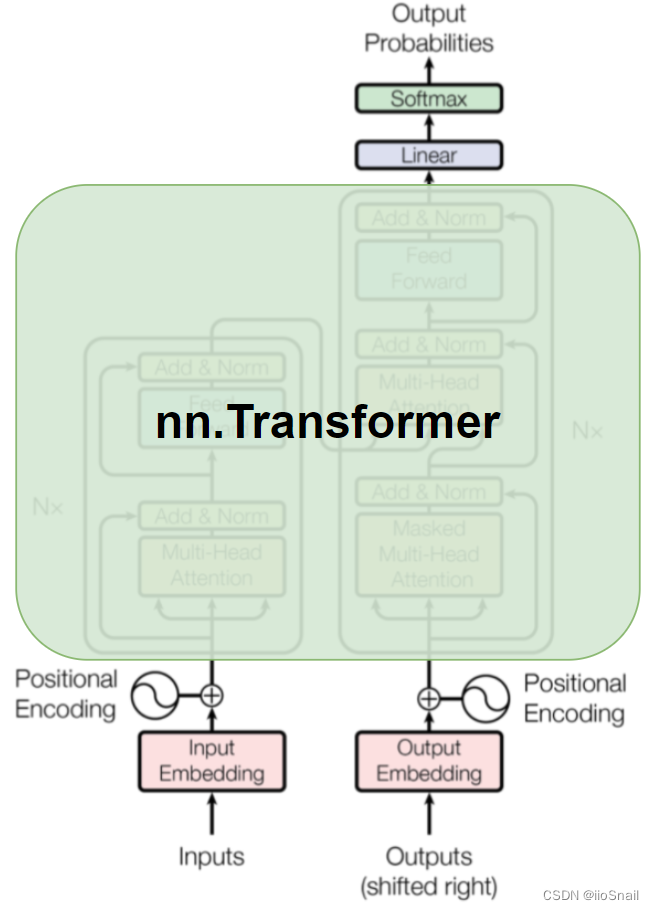 Output
Probabilities
Softmax
Linear
Add & Norm
Feed
Forward
Add & Norm
Multi-Head
Attention
Add & Norm
Feed
nn.Transformer
Nx
Nx
Add & Norm
Masked
Multi-Head
Attention
Add & Norm
Multi-Head
Attention
Positional
Encoding
Positional
Encoding
Input
Embedding
Output
Embedding
Inputs
Outputs
(shifted right)
CSDN @iioSnail